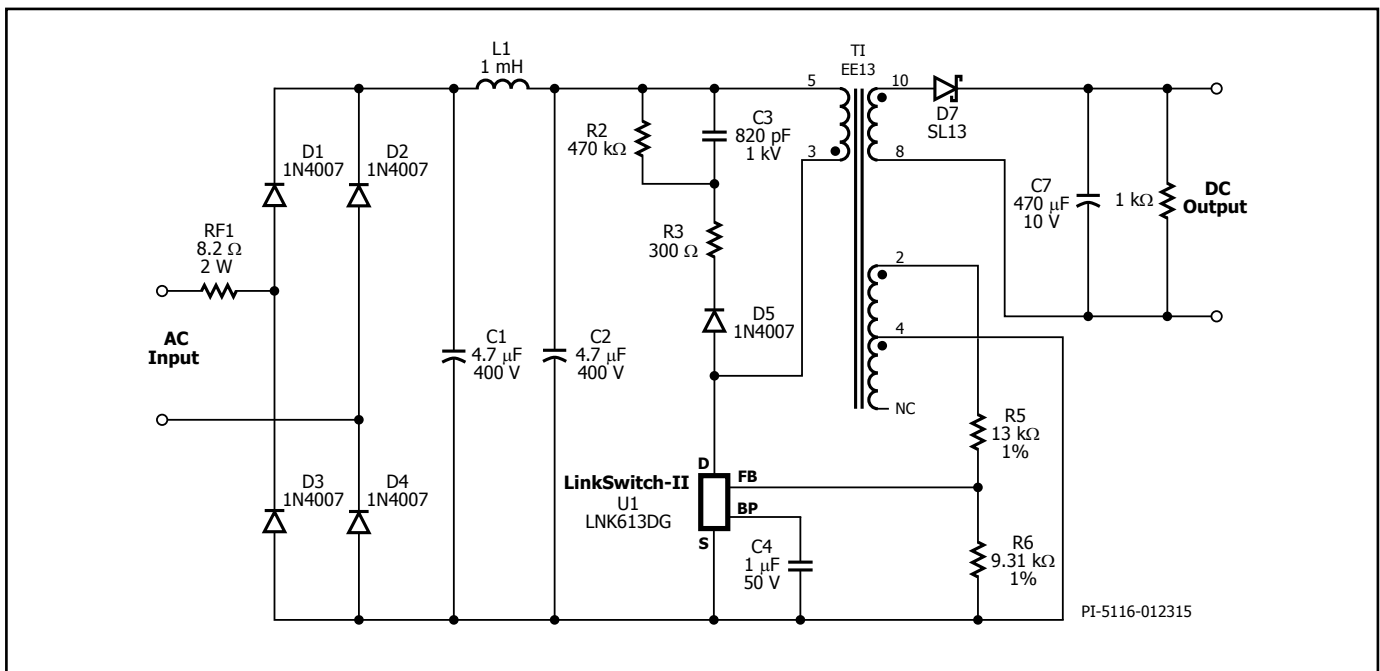 L1
1 mH
TI
EE13
5
10
D7
SL13
3
8
R2
470 kΩ
C3
820 pF
1 kV
D1
1N4007
D2
1N4007
C7
470 µF
10 V
1 kΩ
DC
Output
RF1
8.2 Ω
2 W
R3
300 Ω
2
AC
Input
C1
4.7 µF
400 V
C2
4.7 µF
400 V
D5
1N4007
4
NC
R5
13 kΩ
1%
D3
1N4007
D4
1N4007
D
FB
LinkSwitch-II
U1
LNK613DG
BP
S
C4
1 µF
50 V
R6
9.31 kΩ
1%
PI-5116-012315